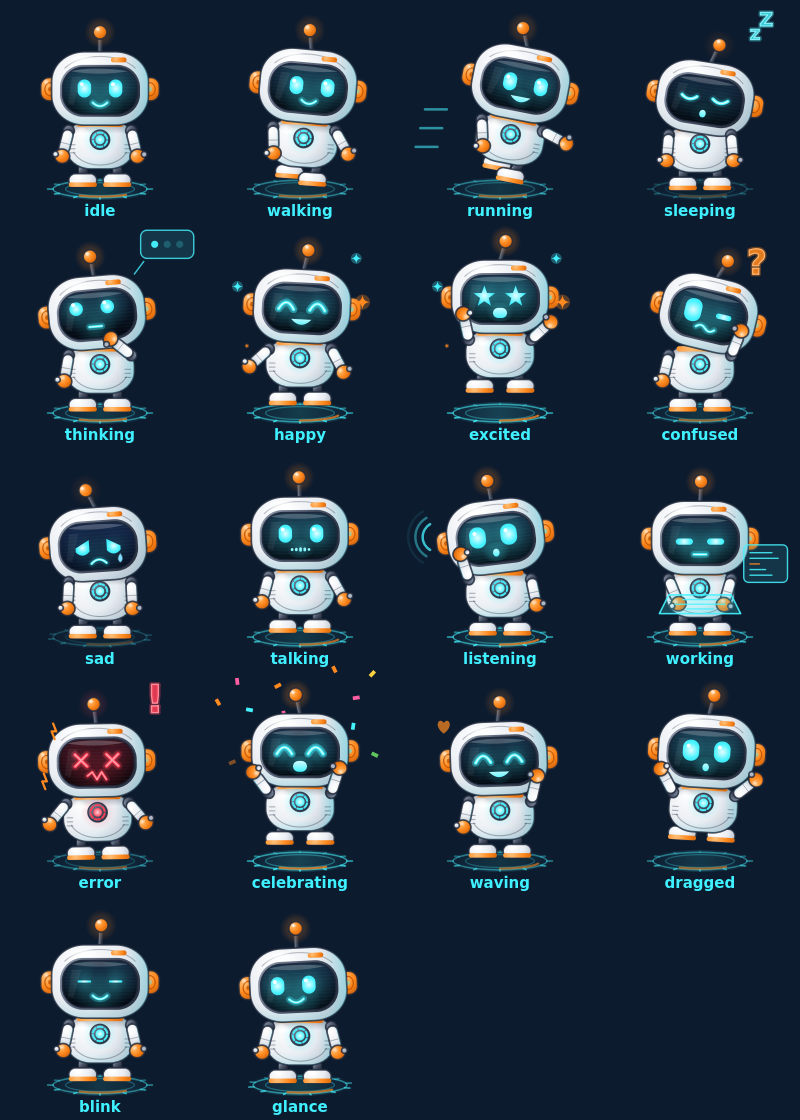 z
z
idle
walking
running
sleeping
?
thinking
happy
excited
confused
sad
talking
listening
working
!
error
celebrating
waving
dragged
blink
glance